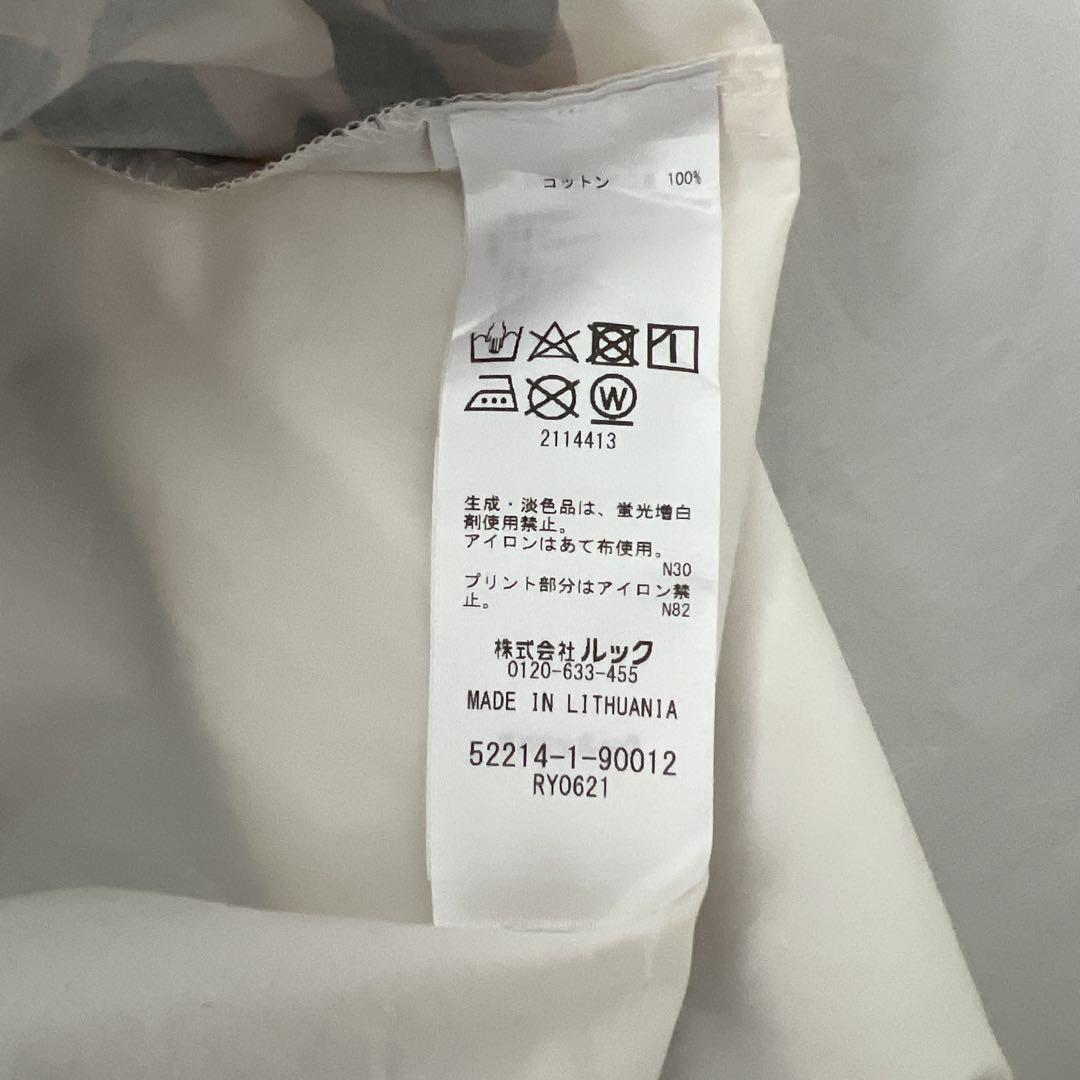 コットン 100%
W
2114413
生成・淡色品は、蛍光増白
剤使用禁止。
アイロンはあて布使用。
N30
プリント部分はアイロン禁
止。 N82
株式会社 ルック
0120-633-455
MADE IN LITHUANIA
52214-1-90012
RY0621